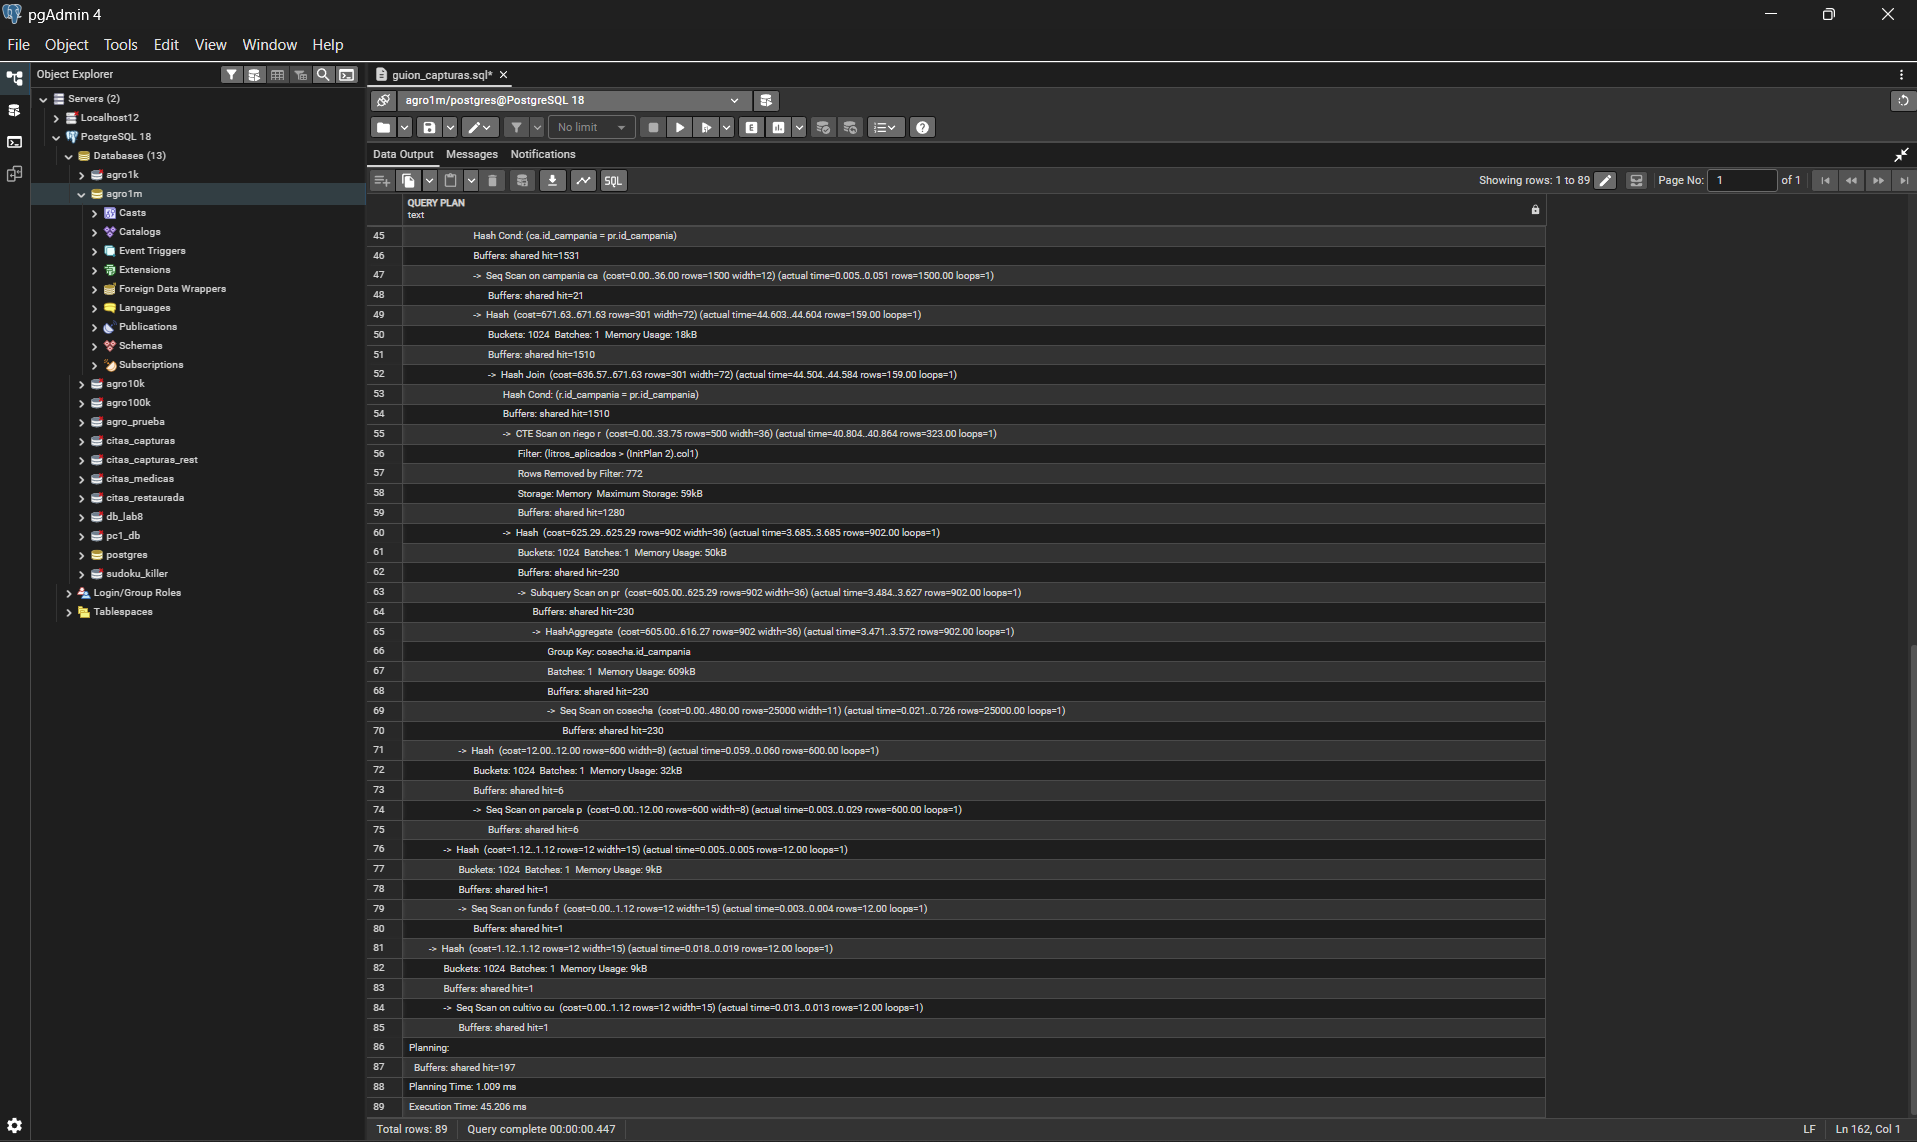 pgAdmin 4
File Object Tools Edit View Window Help
Object Explorer
Servers (2)
Localhost12
PostgreSQL 18
Databases (13)
agro1k
agro1m
Casts
Catalogs
Event Triggers
Extensions
Foreign Data Wrappers
Languages
Publications
Schemas
Subscriptions
agro10k
agro100k
agro_prueba
citas_capturas
citas_capturas_rest
citas_medicas
citas_restaurada
db_lab8
pc1_db
postgres
sudoku_killer
Login/Group Roles
Tablespaces
guion_capturas.sql*
agro1m/postgres@PostgreSQL 18
No limit
E
Data Output Messages Notifications
SQL
Showing rows: 1 to 89 Page No: 1 of 1
QUERY PLAN
text
45 Hash Cond: (ca.id_campania = pr.id_campania)
46 Buffers: shared hit=1531
47 -> Seq Scan on campania ca (cost=0.00..36.00 rows=1500 width=12) (actual time=0.005..0.051 rows=1500.00 loops=1)
48 Buffers: shared hit=21
49 -> Hash (cost=671.63..671.63 rows=301 width=72) (actual time=44.603..44.604 rows=159.00 loops=1)
50 Buckets: 1024 Batches: 1 Memory Usage: 18kB
51 Buffers: shared hit=1510
52 -> Hash Join (cost=636.57..671.63 rows=301 width=72) (actual time=44.504..44.584 rows=159.00 loops=1)
53 Hash Cond: (r.id_campania = pr.id_campania)
54 Buffers: shared hit=1510
55 -> CTE Scan on riego r (cost=0.00..33.75 rows=500 width=36) (actual time=40.804..40.864 rows=323.00 loops=1)
56 Filter: (litros_aplicados > (InitPlan 2).col1)
57 Rows Removed by Filter: 772
58 Storage: Memory Maximum Storage: 59kB
59 Buffers: shared hit=1280
60 -> Hash (cost=625.29..625.29 rows=902 width=36) (actual time=3.685..3.685 rows=902.00 loops=1)
61 Buckets: 1024 Batches: 1 Memory Usage: 50kB
62 Buffers: shared hit=230
63 -> Subquery Scan on pr (cost=605.00..625.29 rows=902 width=36) (actual time=3.484..3.627 rows=902.00 loops=1)
64 Buffers: shared hit=230
65 -> HashAggregate (cost=605.00..616.27 rows=902 width=36) (actual time=3.471..3.572 rows=902.00 loops=1)
66 Group Key: cosecha.id_campania
67 Batches: 1 Memory Usage: 609kB
68 Buffers: shared hit=230
69 -> Seq Scan on cosecha (cost=0.00..480.00 rows=25000 width=11) (actual time=0.021..0.726 rows=25000.00 loops=1)
70 Buffers: shared hit=230
71 -> Hash (cost=12.00..12.00 rows=600 width=8) (actual time=0.059..0.060 rows=600.00 loops=1)
72 Buckets: 1024 Batches: 1 Memory Usage: 32kB
73 Buffers: shared hit=6
74 -> Seq Scan on parcela p (cost=0.00..12.00 rows=600 width=8) (actual time=0.003..0.029 rows=600.00 loops=1)
75 Buffers: shared hit=6
76 -> Hash (cost=1.12..1.12 rows=12 width=15) (actual time=0.005..0.005 rows=12.00 loops=1)
77 Buckets: 1024 Batches: 1 Memory Usage: 9kB
78 Buffers: shared hit=1
79 -> Seq Scan on fundo f (cost=0.00..1.12 rows=12 width=15) (actual time=0.003..0.004 rows=12.00 loops=1)
80 Buffers: shared hit=1
81 -> Hash (cost=1.12..1.12 rows=12 width=15) (actual time=0.018..0.019 rows=12.00 loops=1)
82 Buckets: 1024 Batches: 1 Memory Usage: 9kB
83 Buffers: shared hit=1
84 -> Seq Scan on cultivo cu (cost=0.00..1.12 rows=12 width=15) (actual time=0.013..0.013 rows=12.00 loops=1)
85 Buffers: shared hit=1
86 Planning:
87 Buffers: shared hit=197
88 Planning Time: 1.009 ms
89 Execution Time: 45.206 ms
Total rows: 89 Query complete 00:00:00.447 LF Ln 162, Col 1